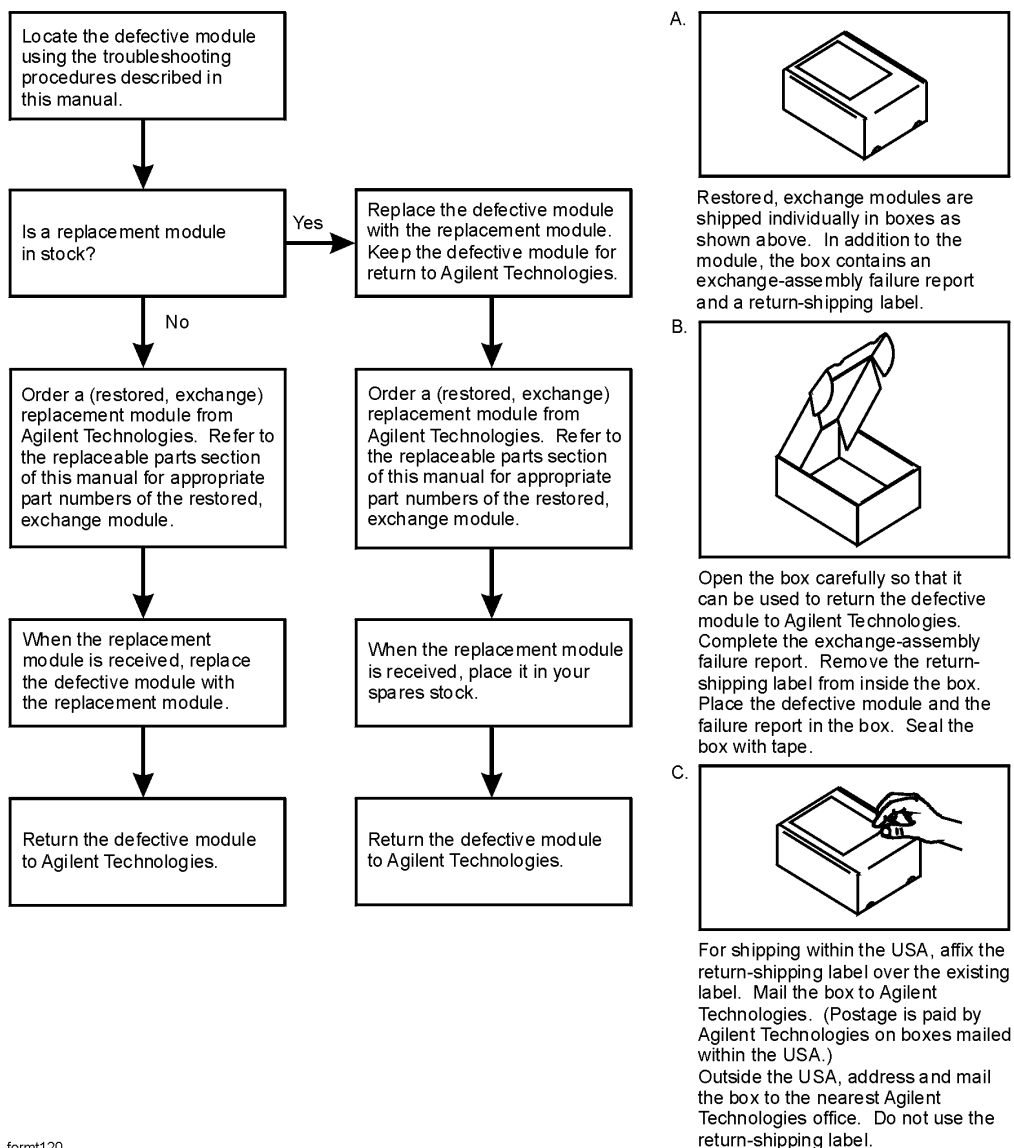 Locate the defective module
using the troubleshooting
procedures described in
this manual.
Is a replacement module
in stock?
Yes
No
Replace the defective module
with the replacement module.
Keep the defective module for
return to Agilent Technologies.
Order a (restored, exchange)
replacement module from
Agilent Technologies. Refer to
the replaceable parts section
of this manual for appropriate
part numbers of the restored,
exchange module.
Order a (restored, exchange)
replacement module from
Agilent Technologies. Refer to
the replaceable parts section
of this manual for appropriate
part numbers of the restored,
exchange module.
When the replacement
module is received, replace
the defective module with
the replacement module.
When the replacement module
is received, place it in your
spares stock.
Return the defective module
to Agilent Technologies.
Return the defective module
to Agilent Technologies.
A.
Restored, exchange modules are
shipped individually in boxes as
shown above. In addition to the
module, the box contains an
exchange-assembly failure report
and a return-shipping label.
B.
Open the box carefully so that it
can be used to return the defective
module to Agilent Technologies.
Complete the exchange-assembly
failure report. Remove the return-
shipping label from inside the box.
Place the defective module and the
failure report in the box. Seal the
box with tape.
C.
For shipping within the USA, affix the
return-shipping label over the existing
label. Mail the box to Agilent
Technologies. (Postage is paid by
Agilent Technologies on boxes mailed
within the USA.)
Outside the USA, address and mail
the box to the nearest Agilent
Technologies office. Do not use the
return-shipping label.
formt120